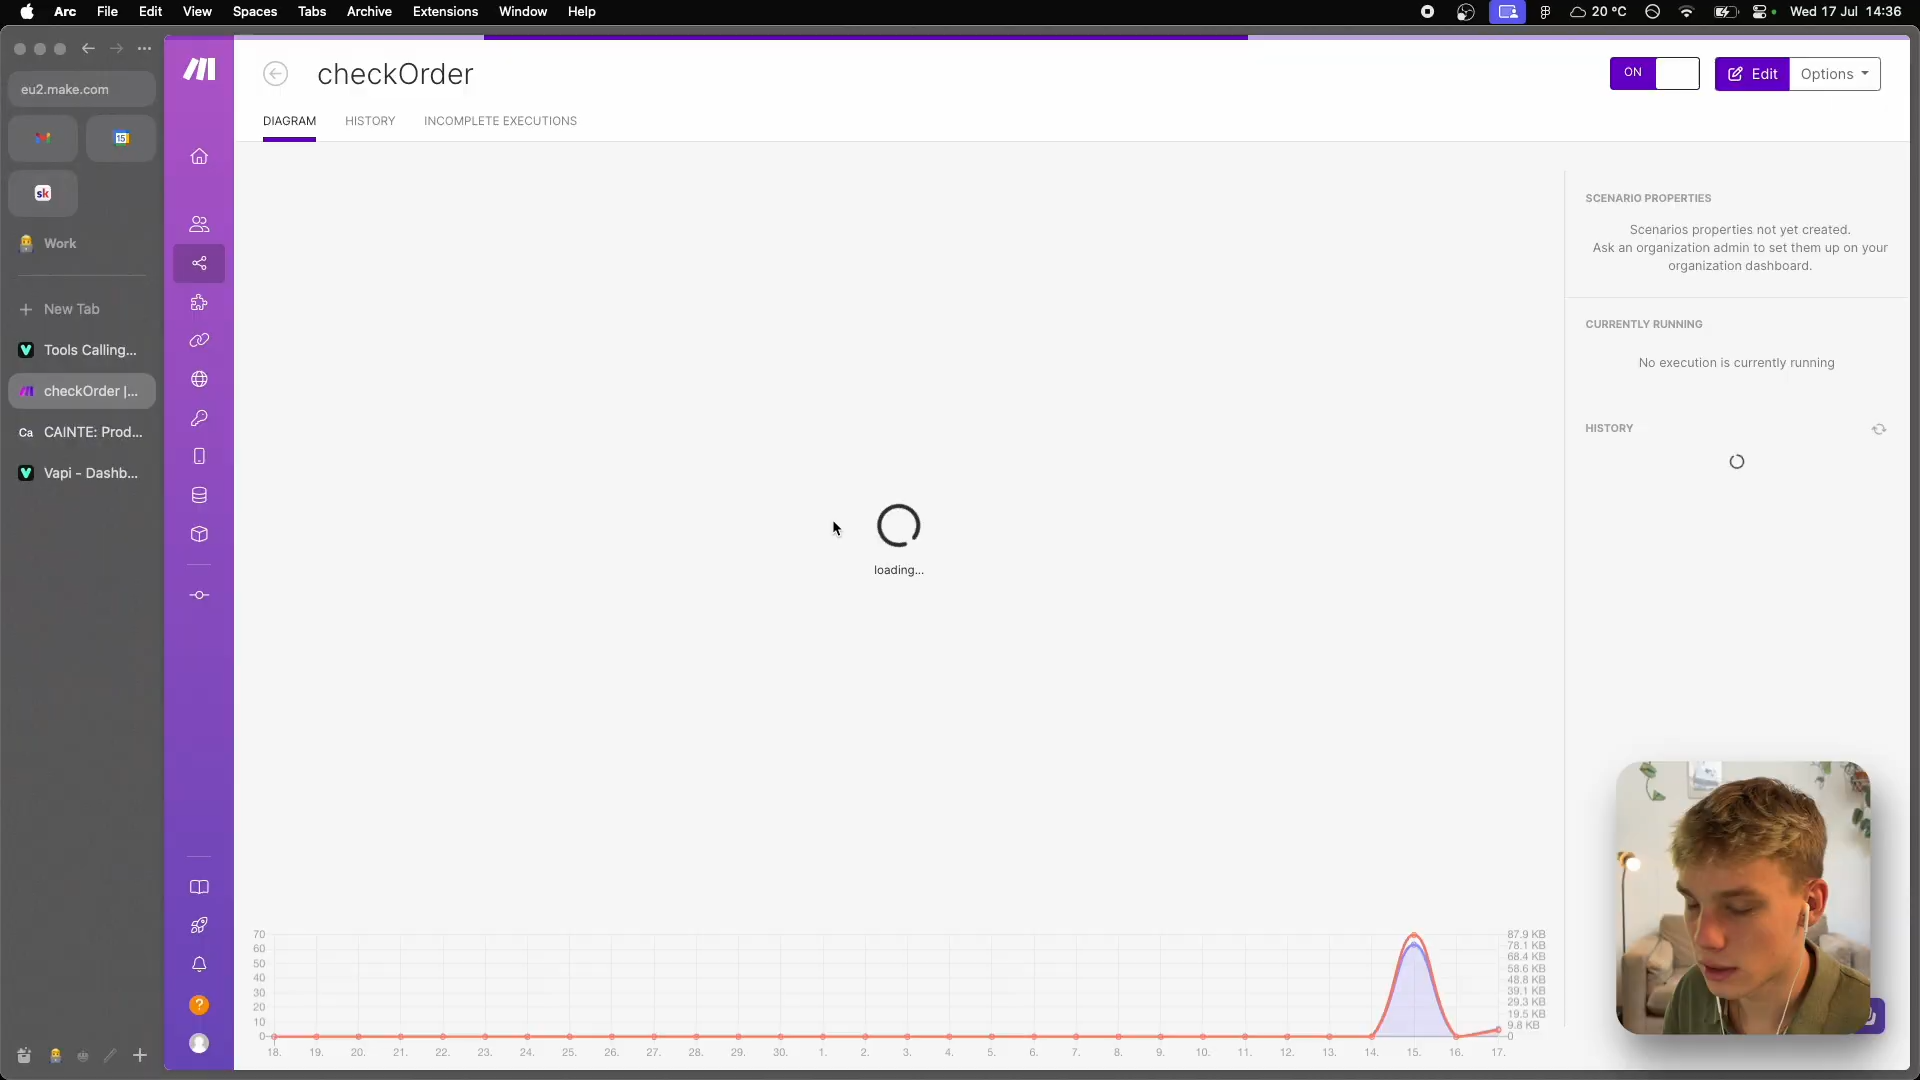 Arc File Edit View Spaces Tabs Archive Extensions Window Help
20 °C Wed 17 Jul 14:36
eu2.make.com
15
sk
Work
New Tab
Tools Calling...
checkOrder |...
Ca CAINTE: Prod...
Vapi - Dashb...
checkOrder
ON
Edit
Options
DIAGRAM
HISTORY
INCOMPLETE EXECUTIONS
loading...
SCENARIO PROPERTIES
Scenarios properties not yet created.
Ask an organization admin to set them up on your
organization dashboard.
CURRENTLY RUNNING
No execution is currently running
HISTORY
?
70 87.9 KB
60 78.1 KB
50 68.4 KB
58.6 KB
40 48.8 KB
30 39.1 KB
20 29.3 KB
10 19.5 KB
9.8 KB
0 0
18. 19. 20. 21. 22. 23. 24. 25. 26. 27. 28. 29. 30. 1. 2. 3. 4. 5. 6. 7. 8. 9. 10. 11. 12. 13. 14. 15. 16. 17.